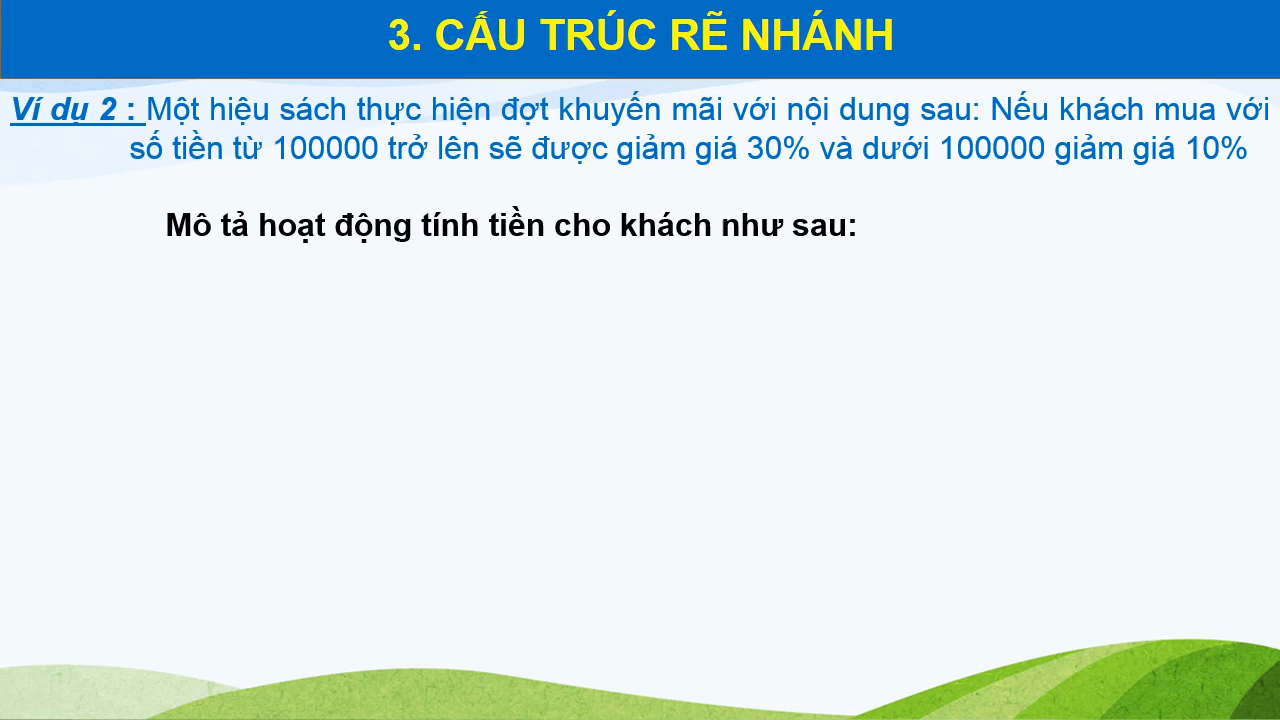 3. CẤU TRÚC RẼ NHÁNH
Ví dụ 2 : Một hiệu sách thực hiện đợt khuyến mãi với nội dung sau: Nếu khách mua với
số tiền từ 100000 trở lên sẽ được giảm giá 30% và dưới 100000 giảm giá 10%
Mô tả hoạt động tính tiền cho khách như sau: